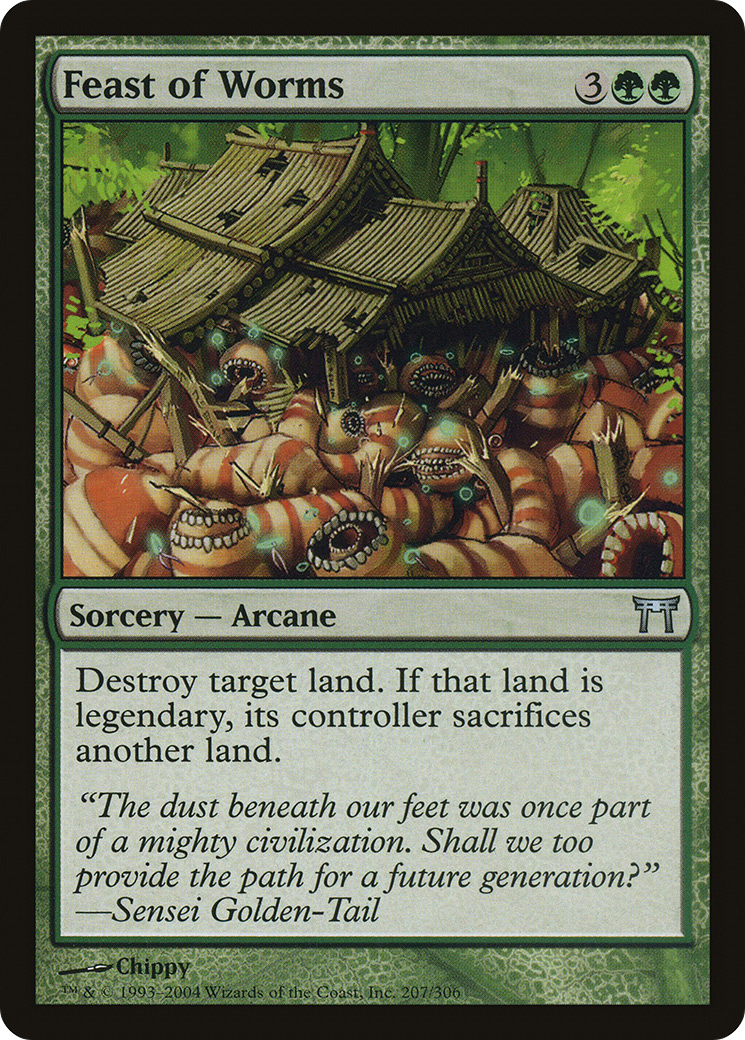 Feast of Worms 3
Sorcery — Arcane
Destroy target land. If that land is
legendary, its controller sacrifices
another land.
“The dust beneath our feet was once part
of a mighty civilization. Shall we too
provide the path for a future generation?”
—Sensei Golden-Tail
Chippy
™ & © 1993–2004 Wizards of the Coast, Inc. 207/306